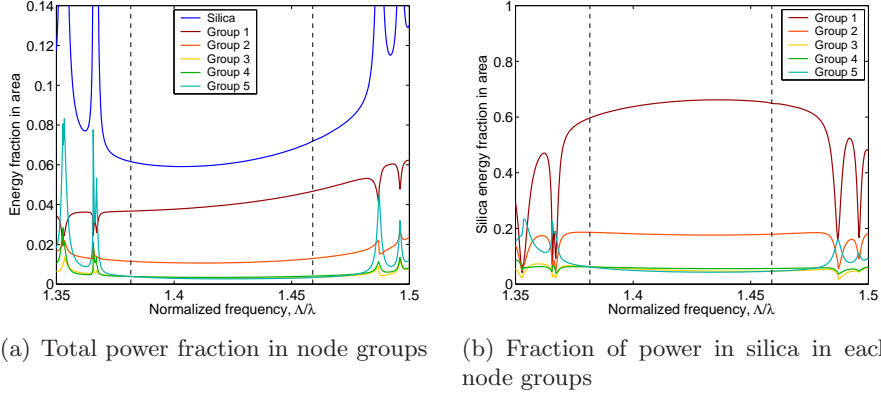 Energy fraction in area
0.14
0.12
0.1
0.08
0.06
0.04
0.02
0
1.35
1.4
1.45
1.5
Normalized frequency, Λ/λ
Silica
Group 1
Group 2
Group 3
Group 4
Group 5
(a) Total power fraction in node groups
Silica energy fraction in area
1
0.8
0.6
0.4
0.2
0
1.35
1.4
1.45
1.5
Normalized frequency, Λ/λ
Group 1
Group 2
Group 3
Group 4
Group 5
(b) Fraction of power in silica in each
node groups